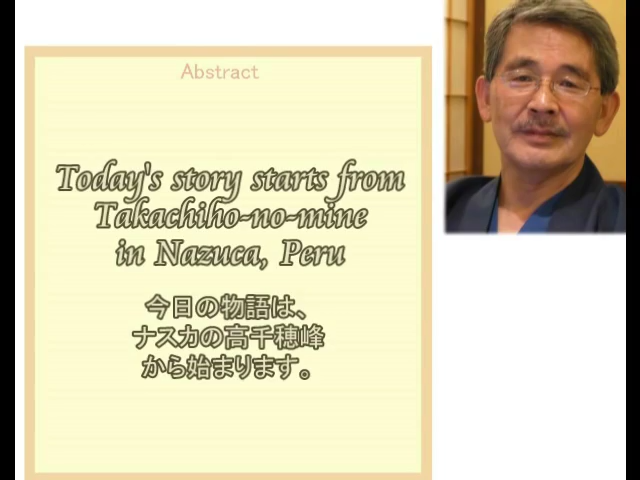 Abstract
Today's story starts from
Takachiho-no-mine
in Nazuca, Peru
今日の物語は、
ナスカの高千穂峰
から始まります。